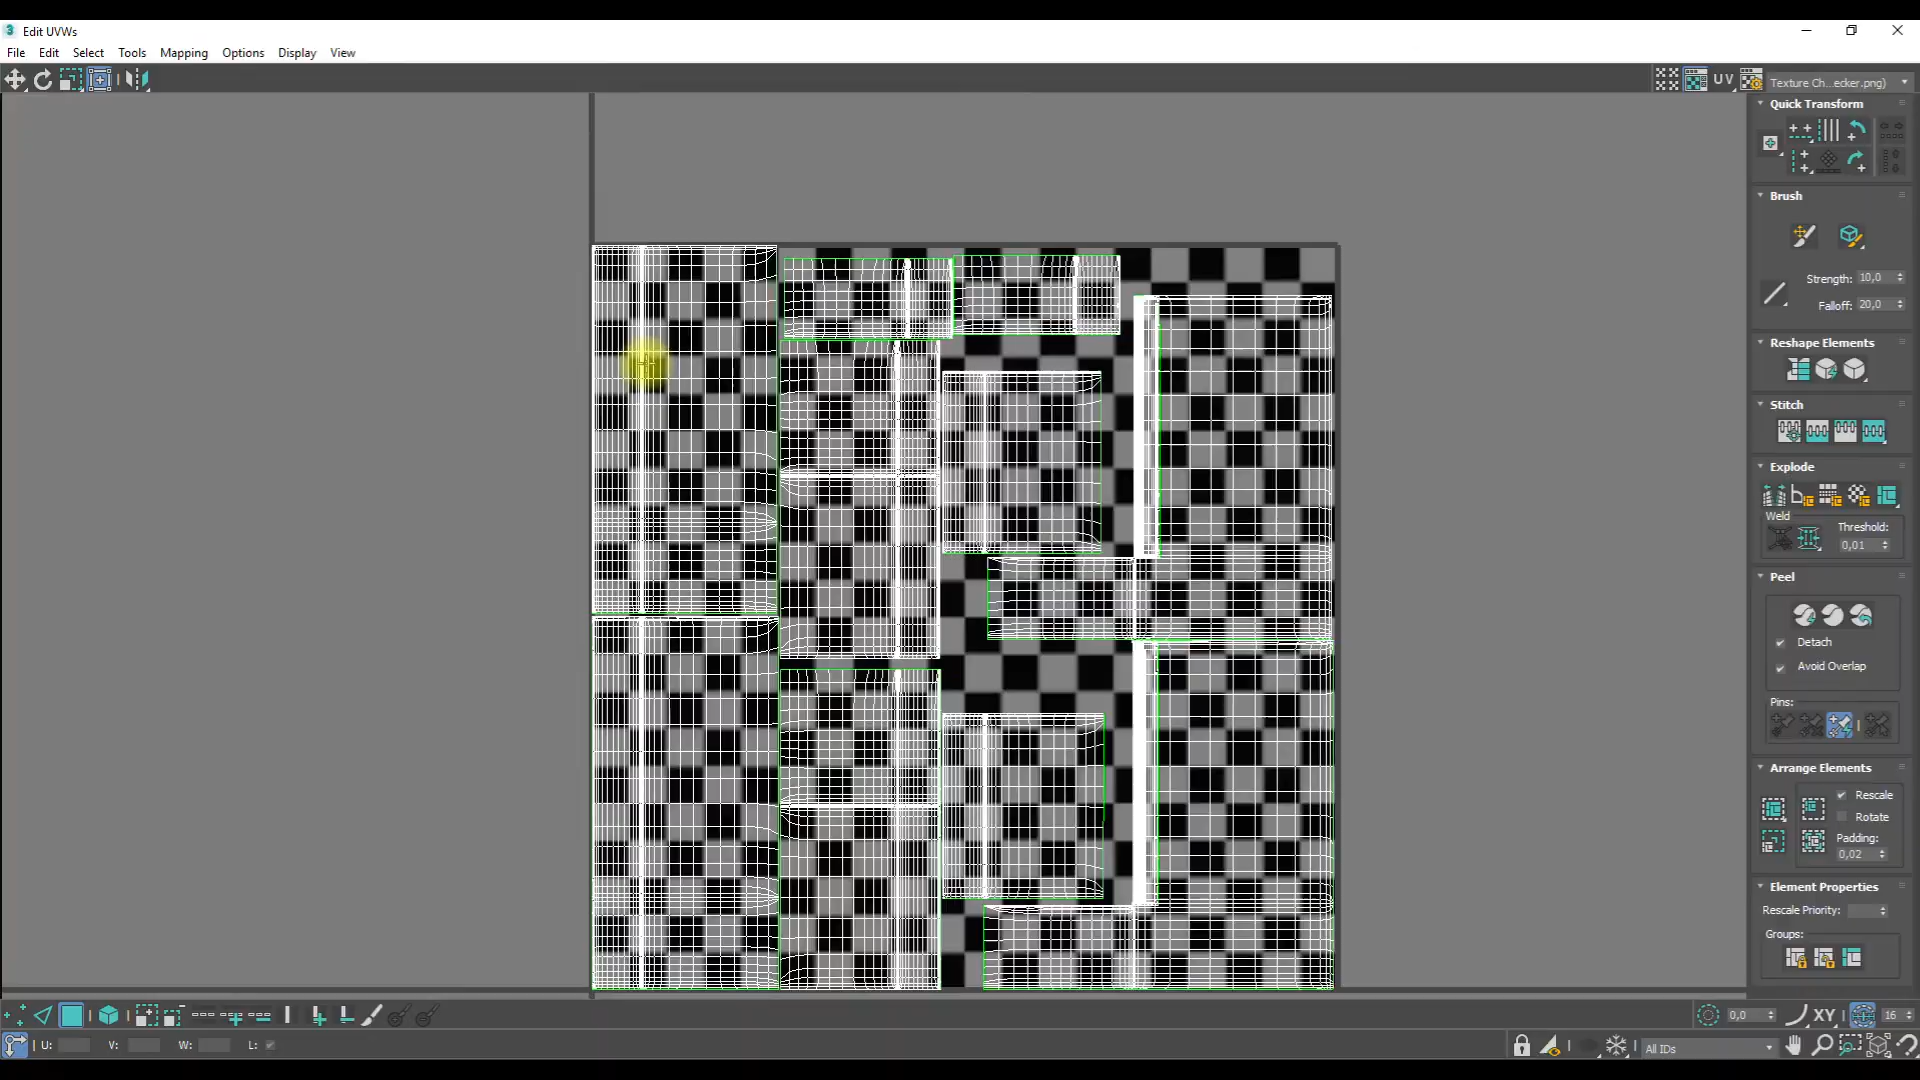 Edit UVWs
File Edit Select Tools Mapping Options Display View
UV Texture Ch...ecker.png)
Quick Transform
Brush
Strength: 10,0
Falloff: 20,0
Reshape Elements
Stitch
Explode
Weld
Threshold:
0,01
Peel
Detach
Avoid Overlap
Pins:
Arrange Elements
Rescale
Rotate
Padding:
0,02
Element Properties
Rescale Priority:
Groups:
0,0 XY 16
U: V: W: L: All IDs